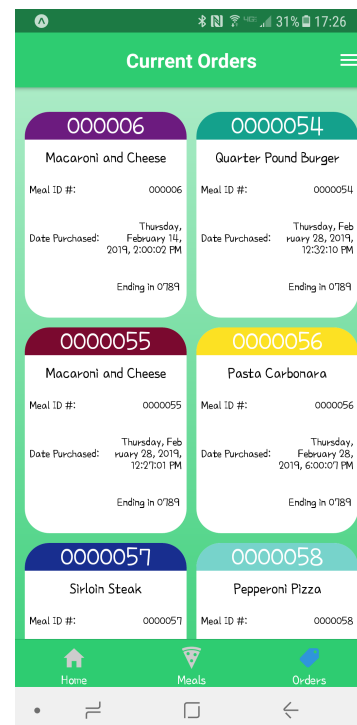 4GE 31% 17:26
Current Orders
000006
Macaroni and Cheese
Meal ID #: 000006
Date Purchased: Thursday,
February 14,
2019, 2:00:02 PM
Ending in 0789
0000054
Quarter Pound Burger
Meal ID #: 0000054
Date Purchased: Thursday, Feb
ruary 28, 2019,
12:32:10 PM
Ending in 0789
0000055
Macaroni and Cheese
Meal ID #: 0000055
Date Purchased: Thursday, Feb
ruary 28, 2019,
12:27:01 PM
Ending in 0789
0000056
Pasta Carbonara
Meal ID #: 0000056
Date Purchased: Thursday,
February 28,
2019, 6:00:07 PM
Ending in 0789
0000057
Sirloin Steak
Meal ID #: 0000057
0000058
Pepperoni Pizza
Meal ID #: 0000058
Home Meals Orders